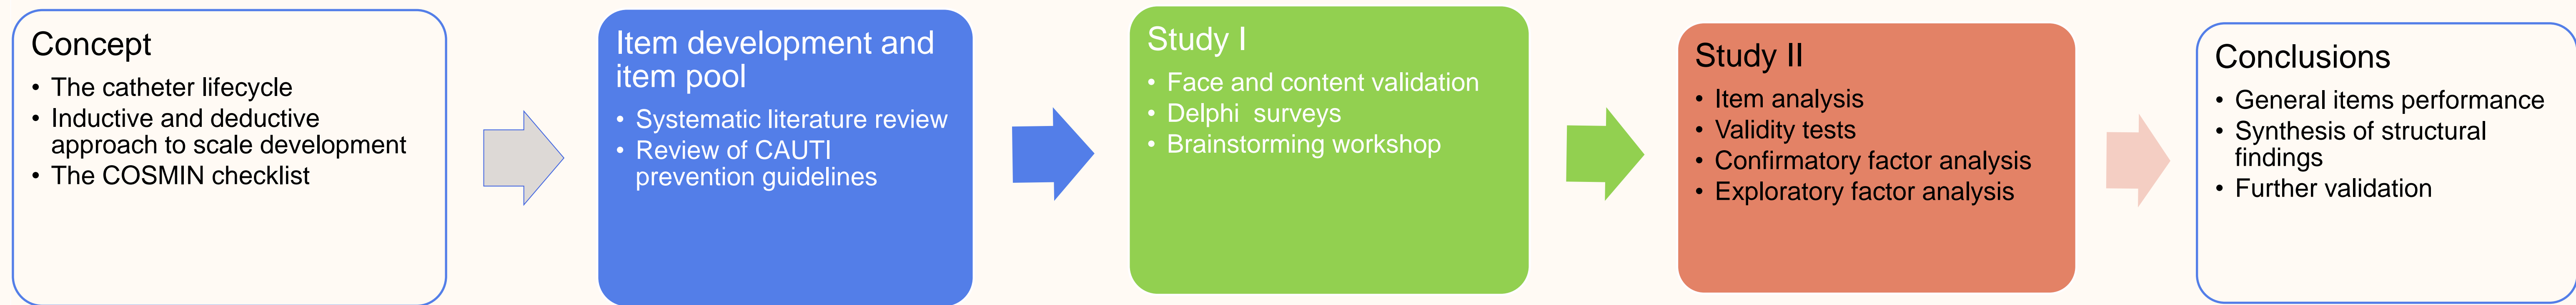 Concept
• The catheter lifecycle
• Inductive and deductive
approach to scale development
• The COSMIN checklist
Item development and
item pool
• Systematic literature review
• Review of CAUTI
prevention guidelines
Study I
• Face and content validation
• Delphi  surveys
• Brainstorming workshop
Study II
• Item analysis
• Validity tests
• Confirmatory factor analysis
• Exploratory factor analysis
Conclusions
• General items performance
• Synthesis of structural
findings
• Further validation